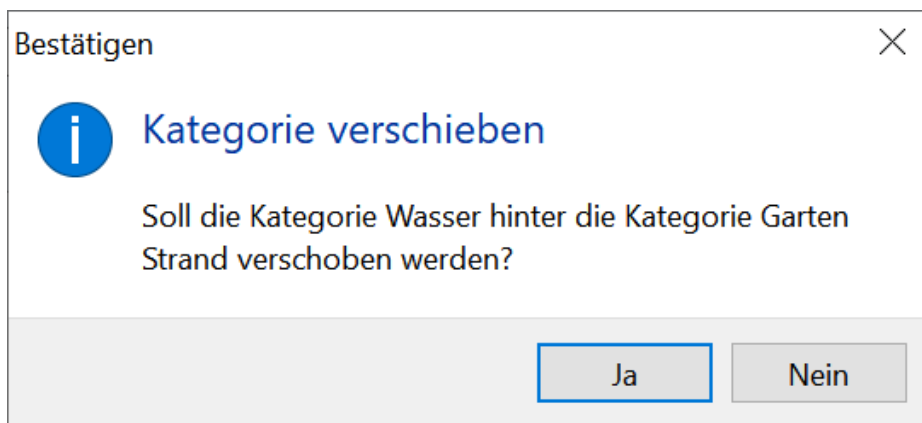 Bestätigen
Kategorie verschieben
Soll die Kategorie Wasser hinter die Kategorie Garten
Strand verschoben werden?
Ja
Nein